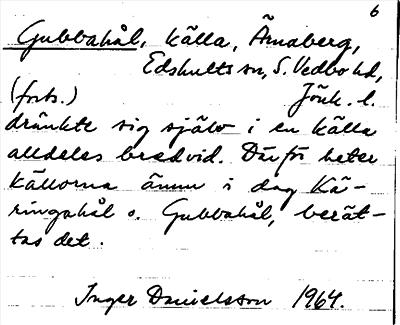 6
Gubbahål, källa, Ärnaberg,
Edshults sn, S. Vedbo hd,
(forts.) Jönk. l.
dränkte sig själv i en källa
alldeles bredvid. Därför heter
källorna ännu i dag Kä-
ringahål o. Gubbahål, berät-
tas det.
Inger Danielsson 1964.